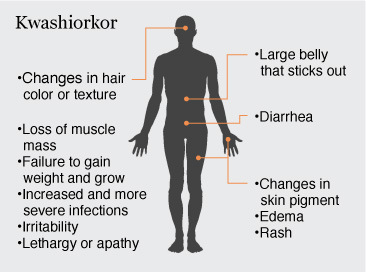 Kwashiorkor
•Changes in hair
color or texture
•Loss of muscle
mass
•Failure to gain
weight and grow
•Increased and more
severe infections
•Irritability
•Lethargy or apathy
•Large belly
that sticks out
•Diarrhea
•Changes in
skin pigment
•Edema
•Rash